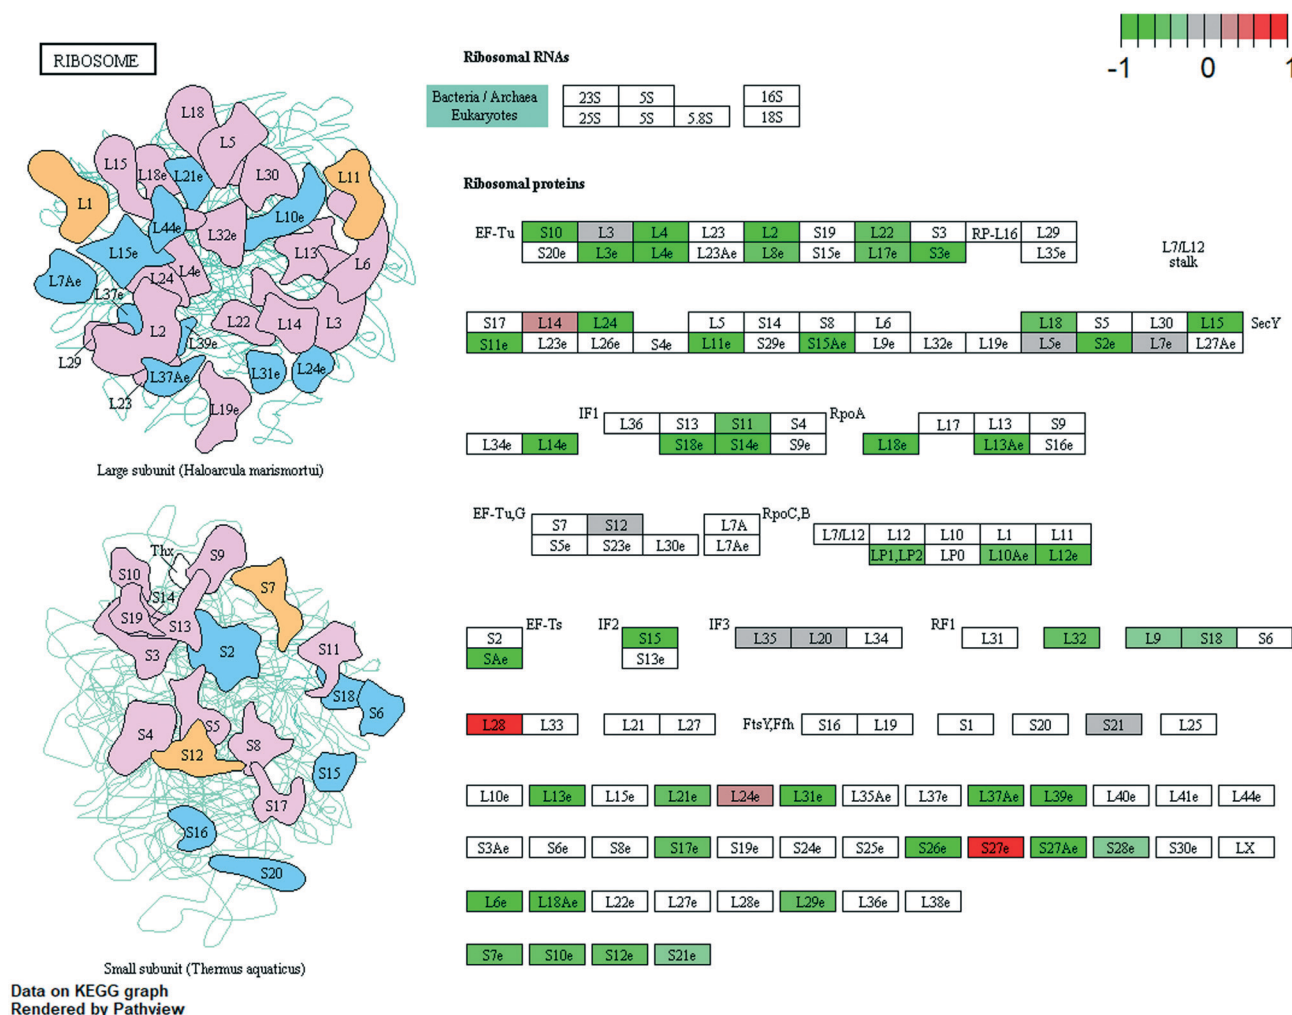 -1 0 1
RIBOSOME
L18
L5
L15
L18e
L21e
L30
L11
L1
L44e
L32e
L10e
L15e
L13
L6
L7Ae
L24
L4e
L37e
L2
L22
L14
L3
L39e
L29
L37Ae
L31e
L24e
L23
L19e
Large subunit (Haloarcula marismortui)
Thx
S9
S10
S7
S14
S19
S13
S3
S2
S11
S18
S6
S4
S5
S12
S8
S15
S17
S16
S20
Small subunit (Thermus aquaticus)
Data on KEGG graph
Rendered by Pathview
Ribosomal RNAs
Bacteria / Archaea 23S 5S 16S
Eukaryotes 25S 5S 5.8S 18S
Ribosomal proteins
EF-Tu S10 L3 L4 L23 L2 S19 L22 S3 RP-L16 L29
S20e L3e L4e L23Ae L8e S15e L17e S3e L35e
L7/L12
stalk
S17 L14 L24 L5 S14 S8 L6 L18 S5 L30 L15 SecY
S11e L23e L26e S4e L11e S29e S15Ae L9e L32e L19e L5e S2e L7e L27Ae
IF1 L36 S13 S11 S4 RpoA L17 L13 S9
L34e L14e S18e S14e S9e L18e L13Ae S16e
EF-Tu,G S7 S12 L7A RpoC,B L7/L12 L12 L10 L1 L11
S5e S23e L30e L7Ae LP1,LP2 LP0 L10Ae L12e
S2 EF-Ts IF2 S15 IF3 L35 L20 L34 RF1 L31 L32 L9 S18 S6
SAe S13e
L28 L33 L21 L27 FtsY,Ffh S16 L19 S1 S20 S21 L25
L10e L13e L15e L21e L24e L31e L35Ae L37e L37Ae L39e L40e L41e L44e
S3Ae S6e S8e S17e S19e S24e S25e S26e S27e S27Ae S28e S30e LX
L6e L18Ae L22e L27e L28e L29e L36e L38e
S7e S10e S12e S21e